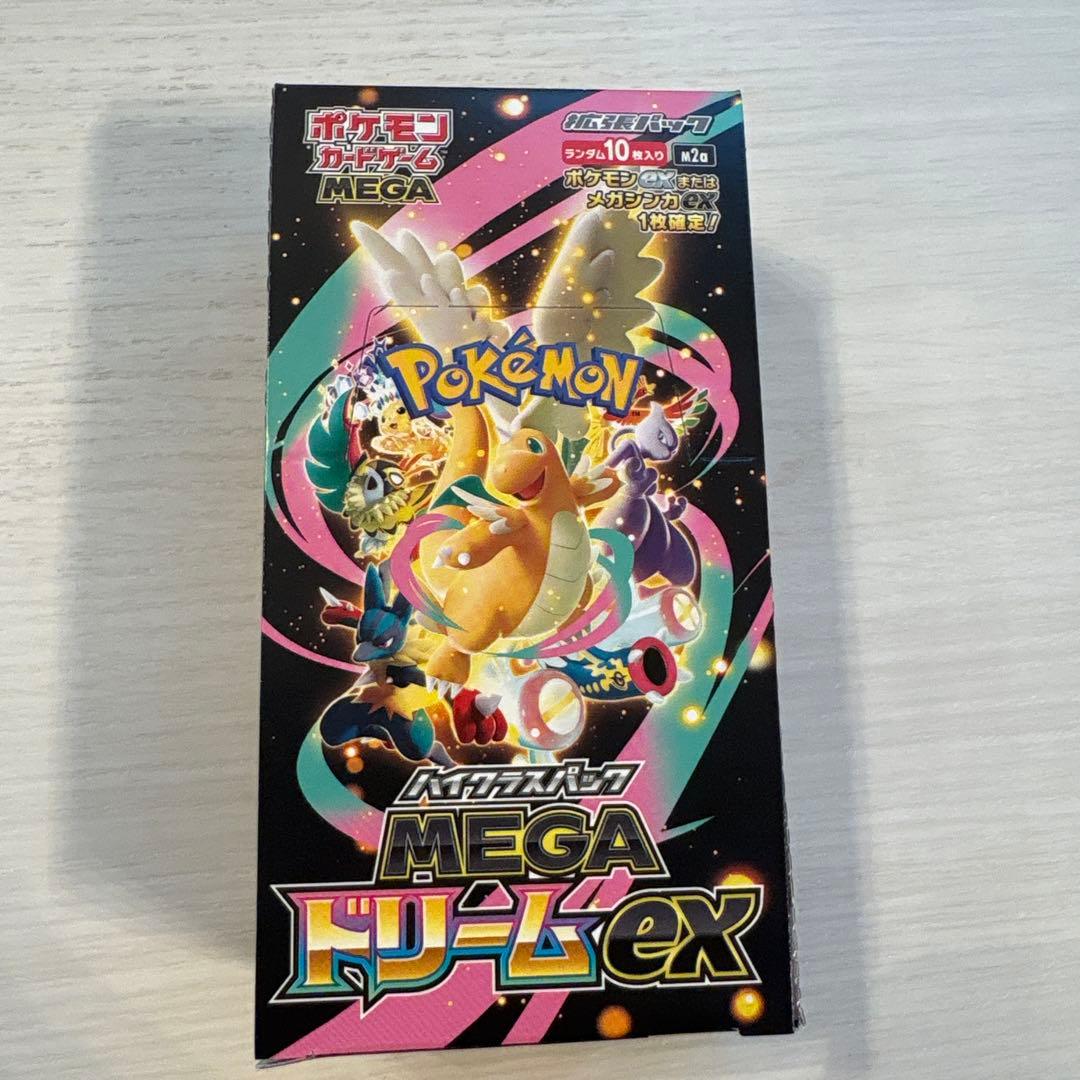 ポケモン
カードゲーム
MEGA
拡張パック
ランダム10枚入り M2a
ポケモンexまたは
メガシンカex
1枚確定!
POKéMON
ハイクラスパック
MEGA
ドリームex